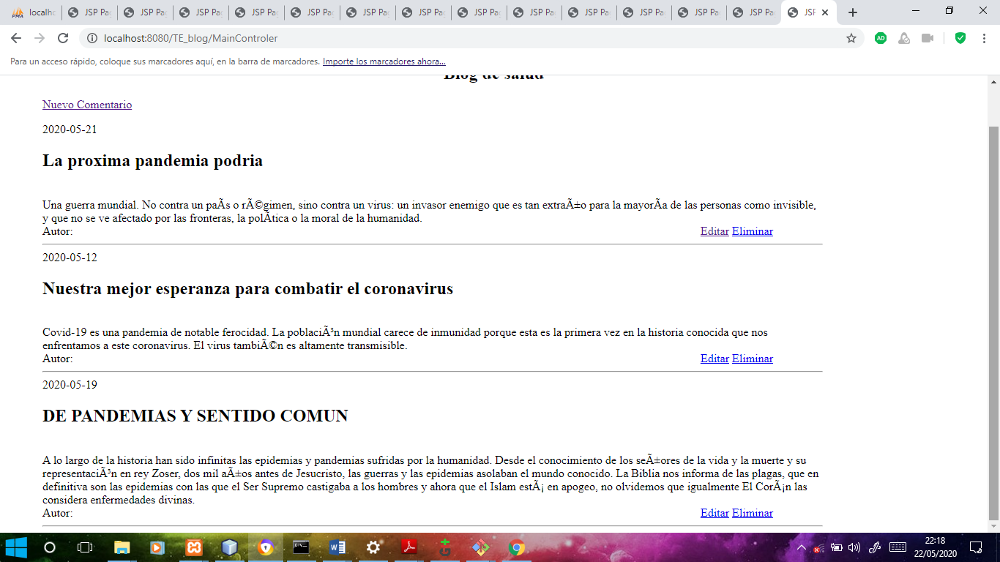 localhc
JSP Pa
JSP Pa
JSP Pa
JSP Pa
JSP Pa
JSP Pa
JSP Pa
JSP Pa
JSP Pa
JSP Pa
JSP Pa
JSP Pa
JSP Pa
JSF
localhost:8080/TE_blog/MainControler
Para un acceso rápido, coloque sus marcadores aquí, en la barra de marcadores. Importe los marcadores ahora...
Blog de salud
Nuevo Comentario
2020-05-21
La proxima pandemia podria
Una guerra mundial. No contra un paÃs o rÃ©gimen, sino contra un virus: un invasor enemigo que es tan extraÃ±o para la mayorÃa de las personas como invisible,
y que no se ve afectado por las fronteras, la polÃtica o la moral de la humanidad.
Autor: Editar Eliminar
2020-05-12
Nuestra mejor esperanza para combatir el coronavirus
Covid-19 es una pandemia de notable ferocidad. La poblaciÃ³n mundial carece de inmunidad porque esta es la primera vez en la historia conocida que nos
enfrentamos a este coronavirus. El virus tambiÃ©n es altamente transmisible.
Autor: Editar Eliminar
2020-05-19
DE PANDEMIAS Y SENTIDO COMUN
A lo largo de la historia han sido infinitas las epidemias y pandemias sufridas por la humanidad. Desde el conocimiento de los seÃ±ores de la vida y la muerte y su
representaciÃ³n en rey Zoser, dos mil aÃ±os antes de Jesucristo, las guerras y las epidemias asolaban el mundo conocido. La Biblia nos informa de las plagas, que en
definitiva son las epidemias con las que el Ser Supremo castigaba a los hombres y ahora que el Islam estÃ¡ en apogeo, no olvidemos que igualmente El CorÃ¡n las
considera enfermedades divinas.
Autor: Editar Eliminar
22:18
22/05/2020